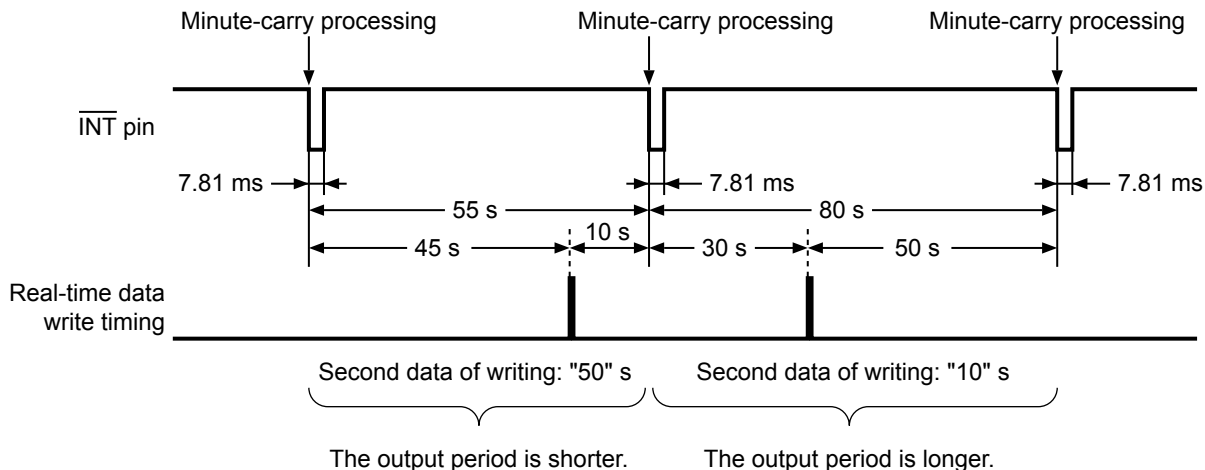 Minute-carry processing Minute-carry processing Minute-carry processing
INT pin
7.81 ms 7.81 ms 7.81 ms
55 s 80 s
45 s 10 s 30 s 50 s
Real-time data
write timing
Second data of writing: "50" s Second data of writing: "10" s
The output period is shorter. The output period is longer.